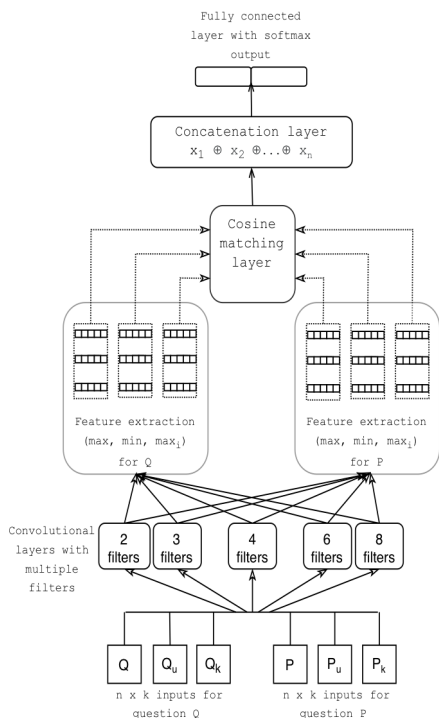 Fully connected
layer with softmax
output
Concatenation layer
x₁ ⊕ x₂ ⊕...⊕ xₙ
Cosine
matching
layer
Feature extraction
(max, min, maxᵢ)
for Q
Feature extraction
(max, min, maxᵢ)
for P
Convolutional
layers with
multiple
filters
2
filters
3
filters
4
filters
6
filters
8
filters
Q
Qᵤ
Qₖ
P
Pᵤ
Pₖ
n x k inputs for
question Q
n x k inputs for
question P